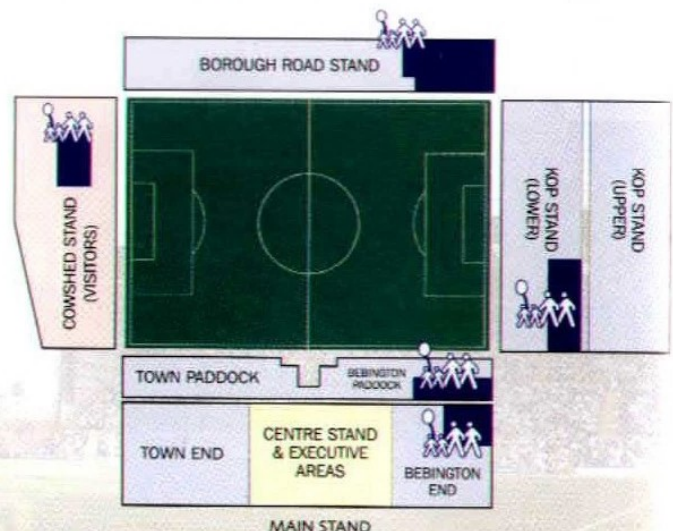 BOROUGH ROAD STAND
COWSHED STAND
(VISITORS)
KOP STAND
(LOWER)
KOP STAND
(UPPER)
TOWN PADDOCK
BEBINGTON
PADDOCK
TOWN END
CENTRE STAND
& EXECUTIVE
AREAS
BEBINGTON
END
MAIN STAND